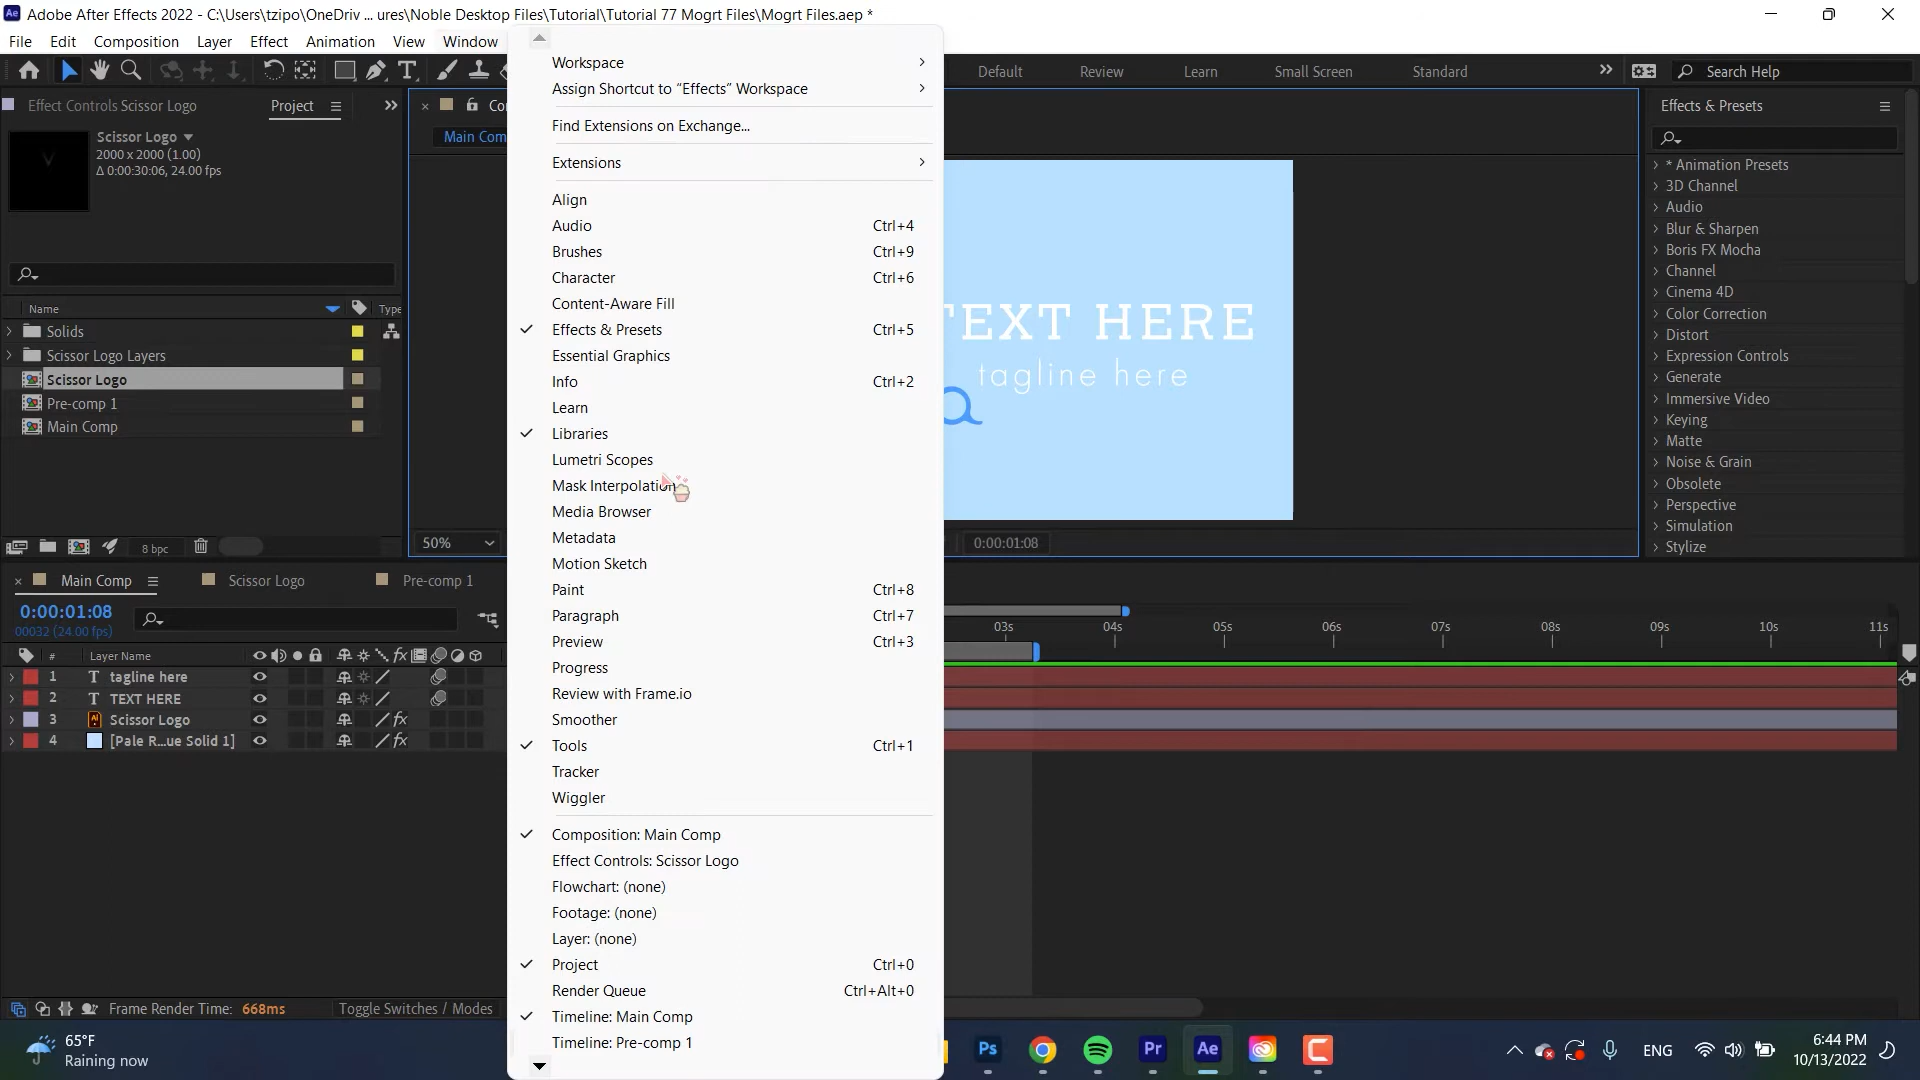 Ae Adobe After Effects 2022 - C:\Users\tzipo\OneDriv ... ures\Noble Desktop Files\Tutorial\Tutorial 77 Mogrt Files\Mogrt Files.aep *
File Edit Composition Layer Effect Animation View Window
Default Review Learn Small Screen Standard Search Help
Effect Controls Scissor Logo Project
Scissor Logo
2000 x 2000 (1.00)
Δ 0:00:30:06, 24.00 fps
Name Type
Solids
Scissor Logo Layers
Scissor Logo
Pre-comp 1
Main Comp
8 bpc
Main Com
50%
0:00:01:08
TEXT HERE
tagline here
Workspace
Assign Shortcut to “Effects” Workspace
Find Extensions on Exchange...
Extensions
Align
Audio Ctrl+4
Brushes Ctrl+9
Character Ctrl+6
Content-Aware Fill
Effects & Presets Ctrl+5
Essential Graphics
Info Ctrl+2
Learn
Libraries
Lumetri Scopes
Mask Interpolation
Media Browser
Metadata
Motion Sketch
Paint Ctrl+8
Paragraph Ctrl+7
Preview Ctrl+3
Progress
Review with Frame.io
Smoother
Tools Ctrl+1
Tracker
Wiggler
Composition: Main Comp
Effect Controls: Scissor Logo
Flowchart: (none)
Footage: (none)
Layer: (none)
Project Ctrl+0
Render Queue Ctrl+Alt+0
Timeline: Main Comp
Timeline: Pre-comp 1
Effects & Presets
* Animation Presets
3D Channel
Audio
Blur & Sharpen
Boris FX Mocha
Channel
Cinema 4D
Color Correction
Distort
Expression Controls
Generate
Immersive Video
Keying
Matte
Noise & Grain
Obsolete
Perspective
Simulation
Stylize
Main Comp Scissor Logo Pre-comp 1
0:00:01:08
00032 (24.00 fps)
03s 04s 05s 06s 07s 08s 09s 10s 11s
# Layer Name fx
1 T tagline here
2 T TEXT HERE
3 Ai Scissor Logo fx
4 [Pale R...ue Solid 1] fx
Frame Render Time: 668ms Toggle Switches / Modes
65°F
Raining now
Ps Pr Ae
ENG
6:44 PM
10/13/2022